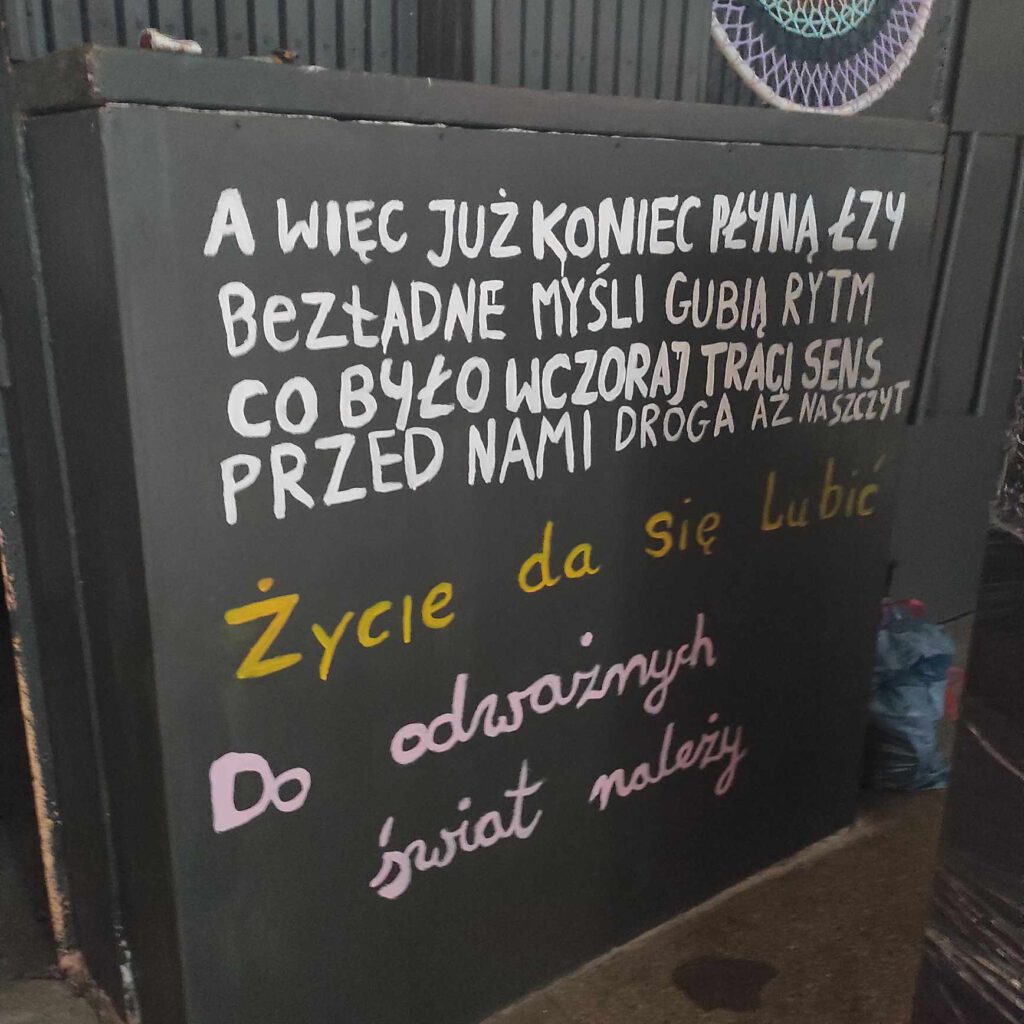 A WIĘC JUŻ KONIEC PŁYNĄ ŁZY
BeZŁĄDNE MYŚLI GUBIĄ RYTM
CO BYŁO WCZORAJ TRACI SENS
PRZED NAMI DROGA AŻ NA SZCZYT
Życie da się Lubić
Do odważnych
świat należy